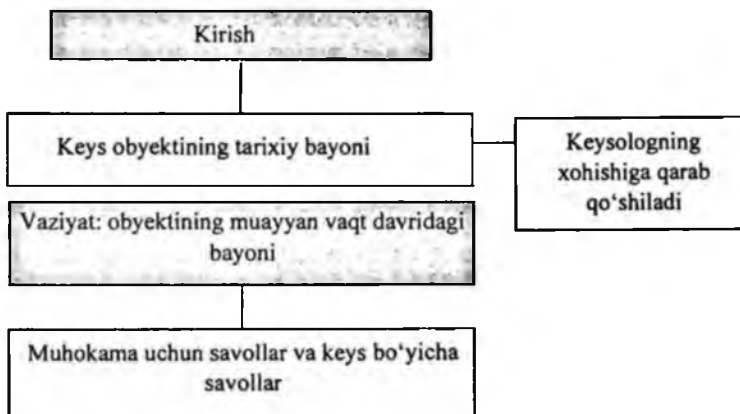 Kirish
Keys obyektining tarixiy bayoni
Keysologning
xohishiga qarab
qo‘shiladi
Vaziyat: obyektining muayyan vaqt davridagi
bayoni
Muhokama uchun savollar va keys bo‘yicha
savollar